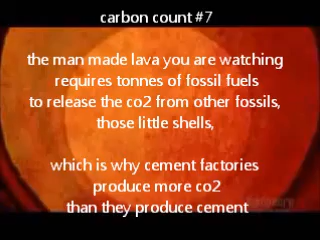 carbon count #7
the man made lava you are watching
requires tonnes of fossil fuels
to release the co2 from other fossils,
those little shells,
which is why cement factories
produce more co2
than they produce cement